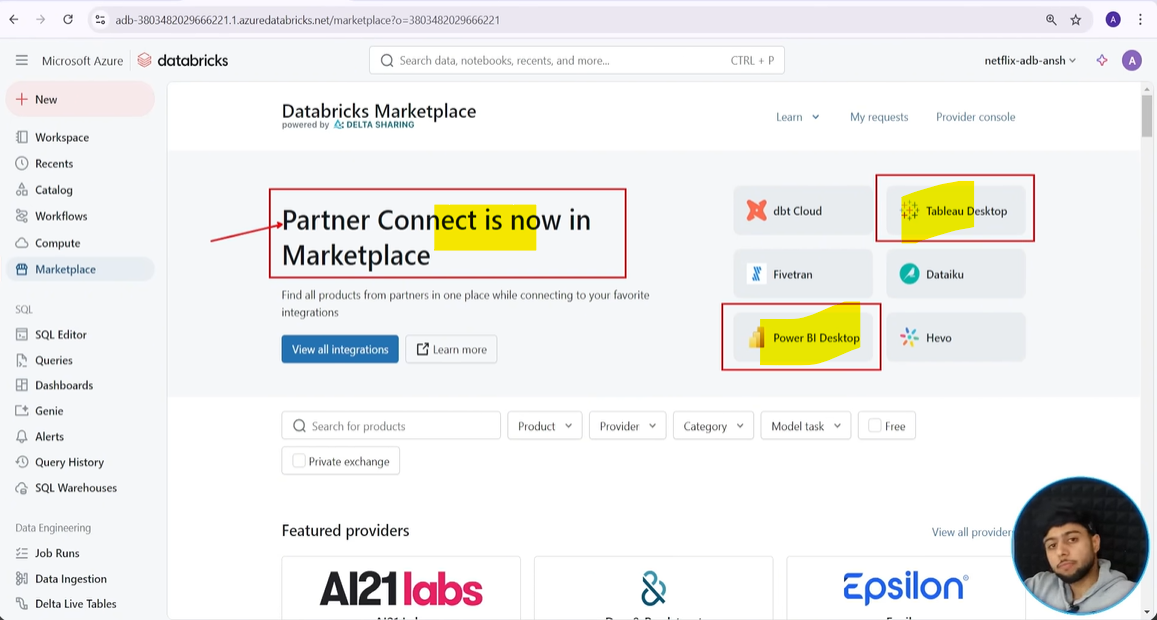 adb-3803482029666221.1.azuredatabricks.net/marketplace?o=3803482029666221
A
Microsoft Azure
databricks
Search data, notebooks, recents, and more...
CTRL + P
netflix-adb-ansh
A
New
Workspace
Recents
Catalog
Workflows
Compute
Marketplace
SQL
SQL Editor
Queries
Dashboards
Genie
Alerts
Query History
SQL Warehouses
Data Engineering
Job Runs
Data Ingestion
Delta Live Tables
Databricks Marketplace
powered by DELTA SHARING
Learn
My requests
Provider console
Partner Connect is now in
Marketplace
Find all products from partners in one place while connecting to your favorite
integrations
View all integrations
Learn more
dbt Cloud
Tableau Desktop
Fivetran
Dataiku
Power BI Desktop
Hevo
Search for products
Product
Provider
Category
Model task
Free
Private exchange
Featured providers
View all provider
AI21labs
Epsilon